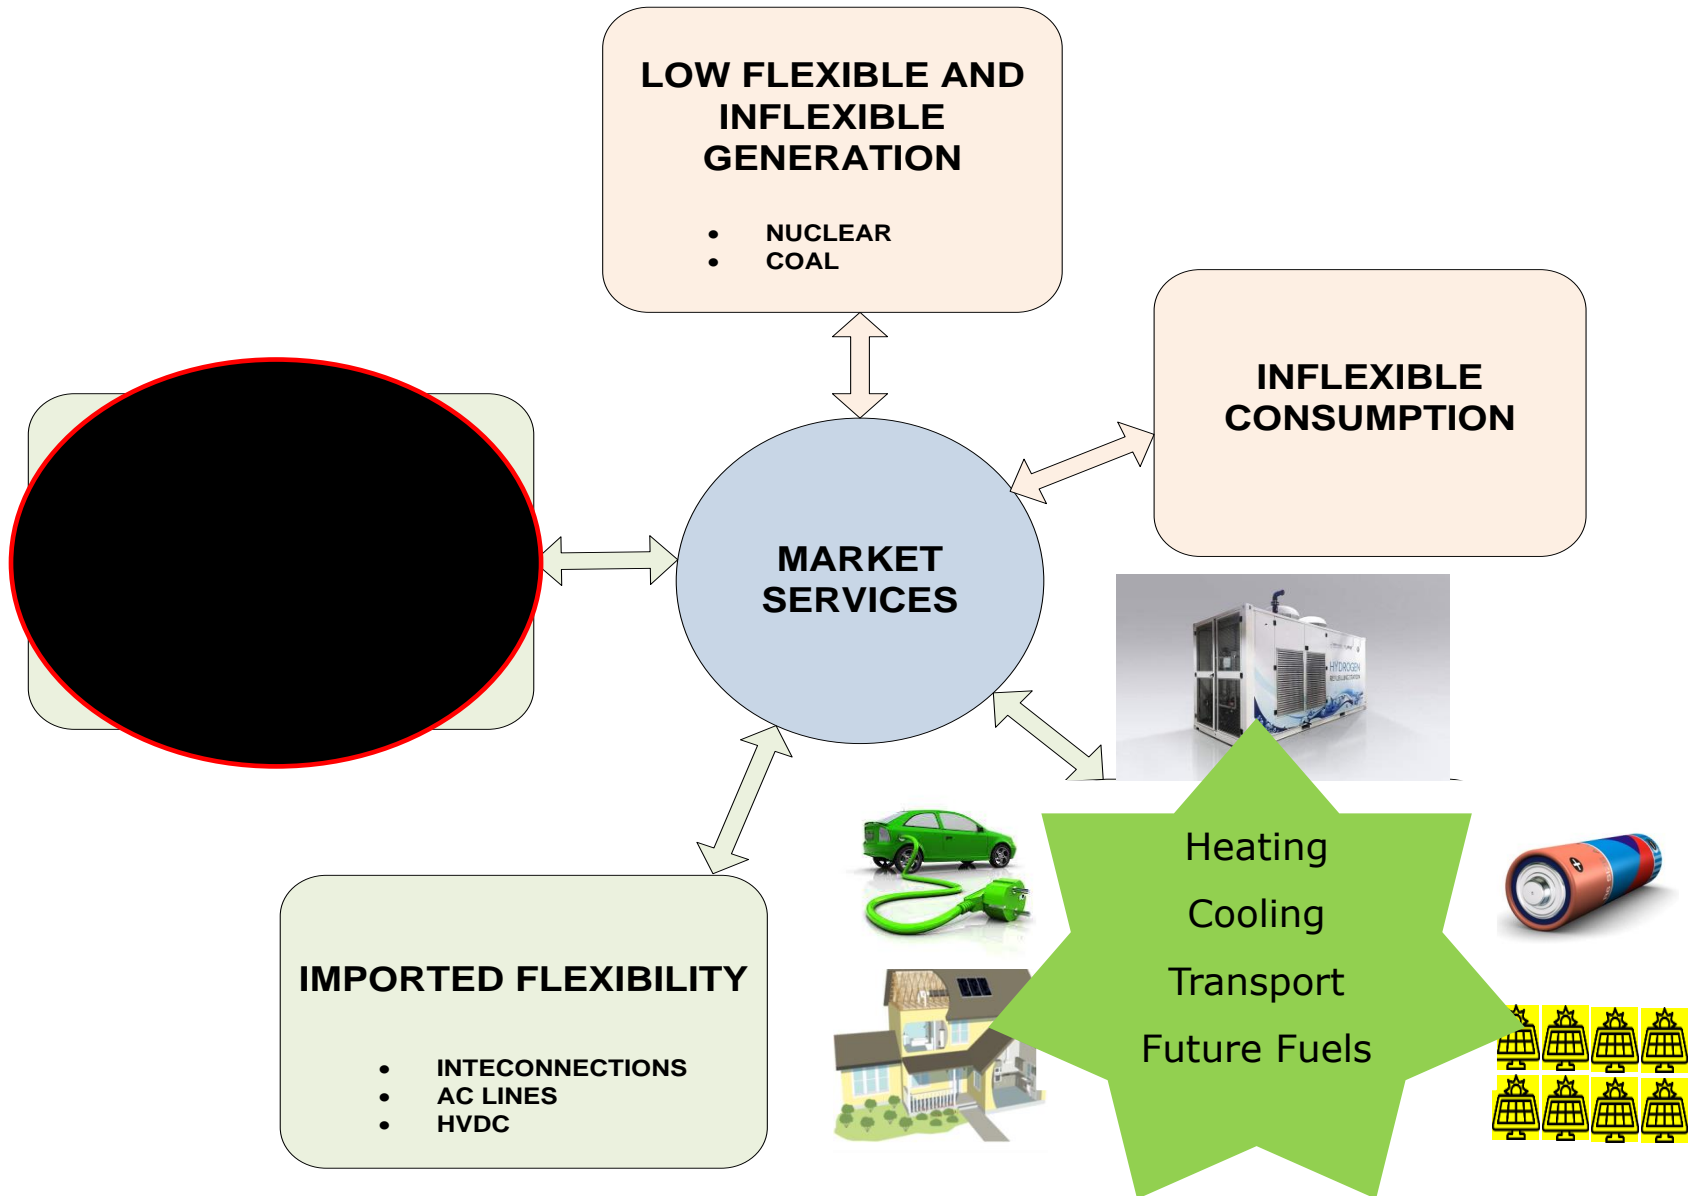 LOW FLEXIBLE AND
INFLEXIBLE
GENERATION
• NUCLEAR
• COAL
INFLEXIBLE
CONSUMPTION
MARKET
SERVICES
HYDROGEN
IMPORTED FLEXIBILITY
• INTECONNECTIONS
• AC LINES
• HVDC
Heating
Cooling
Transport
Future Fuels